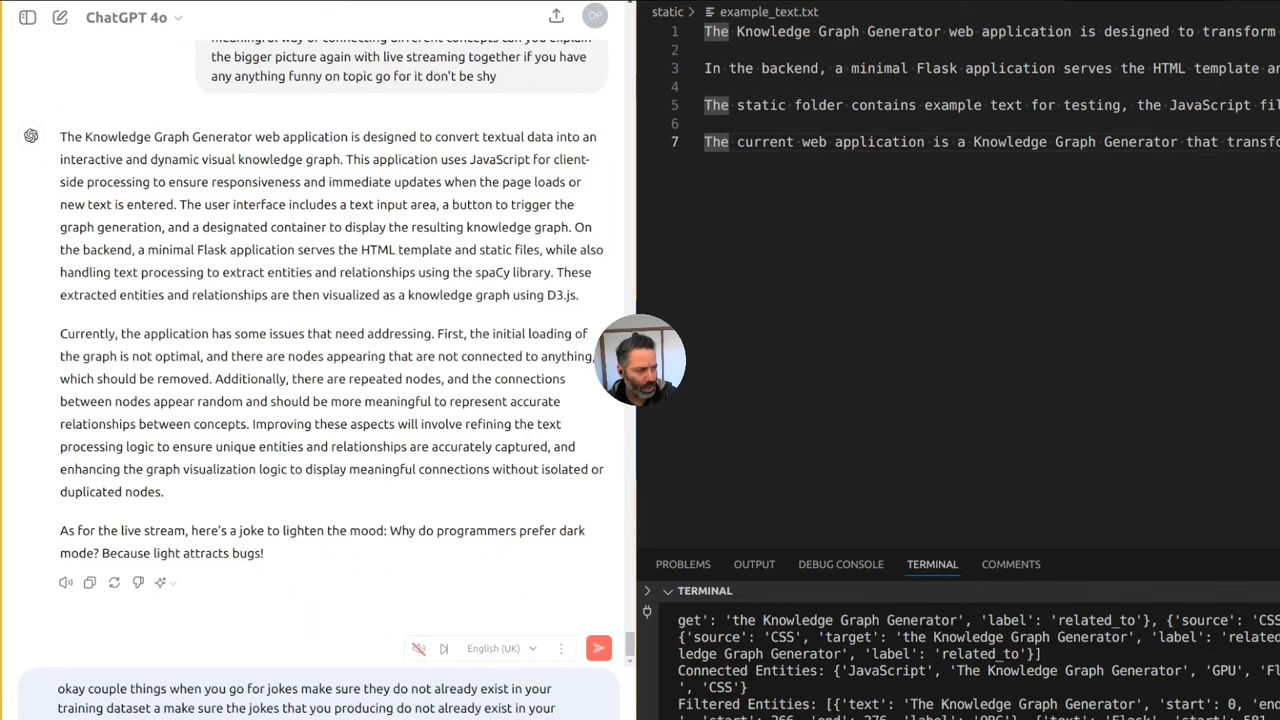 ChatGPT 4o
OP
meaningful way of connecting different concepts can you explain
the bigger picture again with live streaming together if you have
any anything funny on topic go for it don't be shy
The Knowledge Graph Generator web application is designed to convert textual data into an
interactive and dynamic visual knowledge graph. This application uses JavaScript for client-
side processing to ensure responsiveness and immediate updates when the page loads or
new text is entered. The user interface includes a text input area, a button to trigger the
graph generation, and a designated container to display the resulting knowledge graph. On
the backend, a minimal Flask application serves the HTML template and static files, while also
handling text processing to extract entities and relationships using the spaCy library. These
extracted entities and relationships are then visualized as a knowledge graph using D3.js.
Currently, the application has some issues that need addressing. First, the initial loading of
the graph is not optimal, and there are nodes appearing that are not connected to anything,
which should be removed. Additionally, there are repeated nodes, and the connections
between nodes appear random and should be more meaningful to represent accurate
relationships between concepts. Improving these aspects will involve refining the text
processing logic to ensure unique entities and relationships are accurately captured, and
enhancing the graph visualization logic to display meaningful connections without isolated or
duplicated nodes.
As for the live stream, here's a joke to lighten the mood: Why do programmers prefer dark
mode? Because light attracts bugs!
English (UK)
okay couple things when you go for jokes make sure they do not already exist in your
training dataset a make sure the jokes that you producing do not already exist in your
static > example_text.txt
1 The Knowledge Graph Generator web application is designed to transform
2
3 In the backend, a minimal Flask application serves the HTML template an
4
5 The static folder contains example text for testing, the JavaScript fil
6
7 The current web application is a Knowledge Graph Generator that transfo
PROBLEMS OUTPUT DEBUG CONSOLE TERMINAL COMMENTS
TERMINAL
get': 'the Knowledge Graph Generator', 'label': 'related_to'}, {'source': 'CSS
{'source': 'CSS', 'target': 'the Knowledge Graph Generator', 'label': 'relate
ledge Graph Generator', 'label': 'related_to'}]
Connected Entities: {'JavaScript', 'The Knowledge Graph Generator', 'GPU', 'Fl
', 'CSS'}
Filtered Entities: [{'text': 'The Knowledge Graph Generator', 'start': 0, 'end